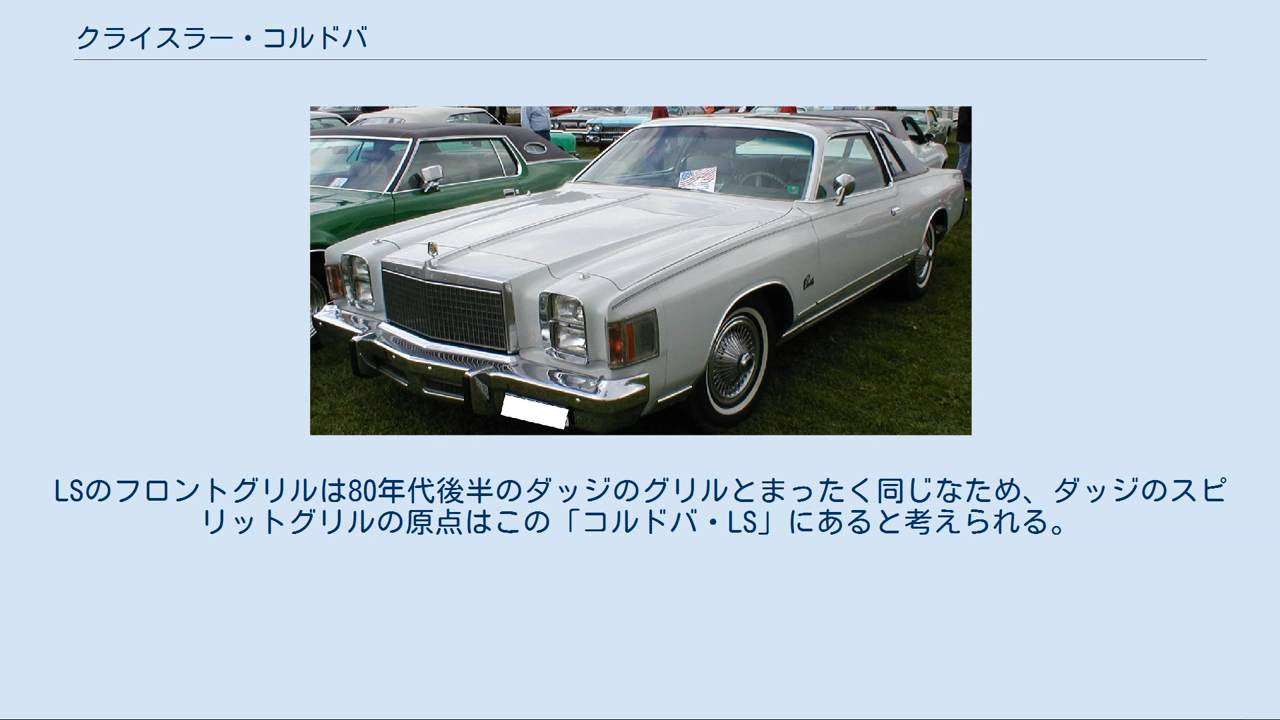 クライスラー・コルドバ
LSのフロントグリルは80年代後半のダッジのグリルとまったく同じなため、ダッジのスピ
リットグリルの原点はこの「コルドバ・LS」にあると考えられる。